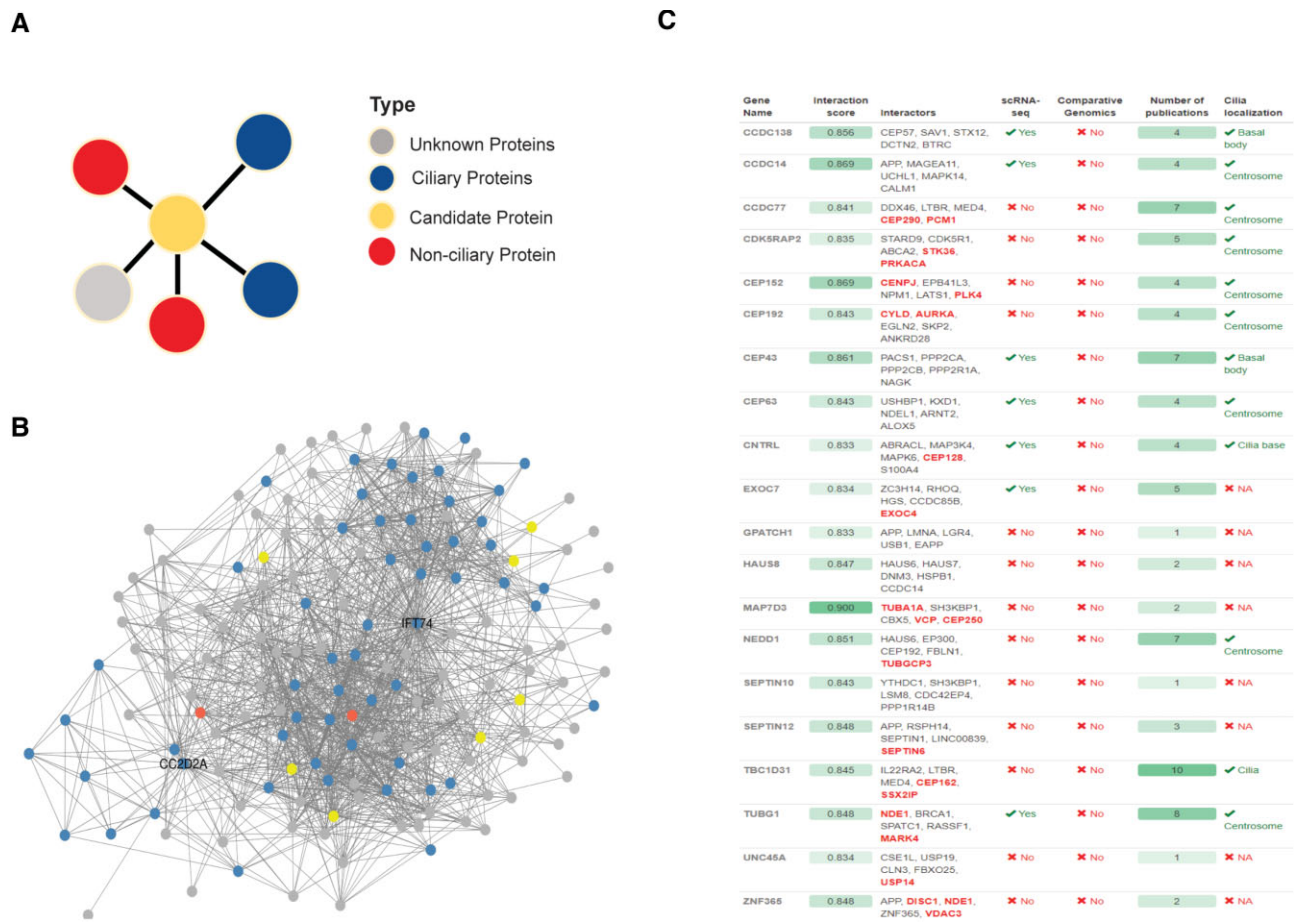 A
Type
Unknown Proteins
Ciliary Proteins
Candidate Protein
Non-ciliary Protein
B
IFT74
CC2D2A
C
Gene Name Interaction score Interactors scRNA-seq Comparative Genomics Number of publications Cilia localization
CCDC138 0.856 CEP57, SAV1, STX12, DCTN2, BTRC ✔ Yes ✖ No 4 ✔ Basal body
CCDC14 0.869 APP, MAGEA11, UCHL1, MAPK14, CALM1 ✔ Yes ✖ No 4 ✔ Centrosome
CCDC77 0.841 DDX46, LTBR, MED4, CEP290, PCM1 ✖ No ✖ No 7 ✔ Centrosome
CDK5RAP2 0.835 STARD9, CDK5R1, ABCA2, STK36, PRKACA ✖ No ✖ No 5 ✔ Centrosome
CEP152 0.869 CENPJ, EPB41L3, NPM1, LATS1, PLK4 ✖ No ✖ No 4 ✔ Centrosome
CEP192 0.843 CYLD, AURKA, EGLN2, SKP2, ANKRD28 ✖ No ✖ No 4 ✔ Centrosome
CEP43 0.861 PACS1, PPP2CA, PPP2CB, PPP2R1A, NAGK ✔ Yes ✖ No 7 ✔ Basal body
CEP63 0.843 USHBP1, KXD1, NDEL1, ARNT2, ALOX5 ✖ No ✖ No 4 ✔ Centrosome
CNTRL 0.833 ABRACL, MAP3K4, MAPK6, CEP128, S100A4 ✔ Yes ✖ No 4 ✔ Cilia base
EXOC7 0.834 ZC3H14, RHOQ, HGS, CCDC85B, EXOC4 ✔ Yes ✖ No 5 ✖ NA
GPATCH1 0.833 APP, LMNA, LGR4, USB1, EAPP ✖ No ✖ No 1 ✖ NA
HAUS8 0.847 HAUS6, HAUS7, DNM3, HSPB1, CCDC14 ✖ No ✖ No 2 ✖ NA
MAP7D3 0.900 TUBA1A, SH3KBP1, CBX5, VCP, CEP250 ✖ No ✖ No 2 ✖ NA
NEDD1 0.851 HAUS6, EP300, CEP192, FBLN1, TUBGCP3 ✖ No ✖ No 7 ✔ Centrosome
SEPTIN10 0.843 YTHDC1, SH3KBP1, LSM8, CDC42EP4, PPP1R14B ✖ No ✖ No 1 ✖ NA
SEPTIN12 0.848 APP, RSPH14, SEPTIN1, LINC00839, SEPTIN6 ✖ No ✖ No 3 ✖ NA
TBC1D31 0.845 IL22RA2, LTBR, MED4, CEP162, SSX2IP ✖ No ✖ No 10 ✔ Cilia
TUBG1 0.848 NDE1, BRCA1, SPATC1, RASSF1, MARK4 ✔ Yes ✖ No 8 ✔ Centrosome
UNC45A 0.834 CSE1L, USP19, CLN3, FBXO25, USP14 ✖ No ✖ No 1 ✖ NA
ZNF365 0.848 APP, DISC1, NDE1, ZNF365, VDAC3 ✖ No ✖ No 2 ✖ NA